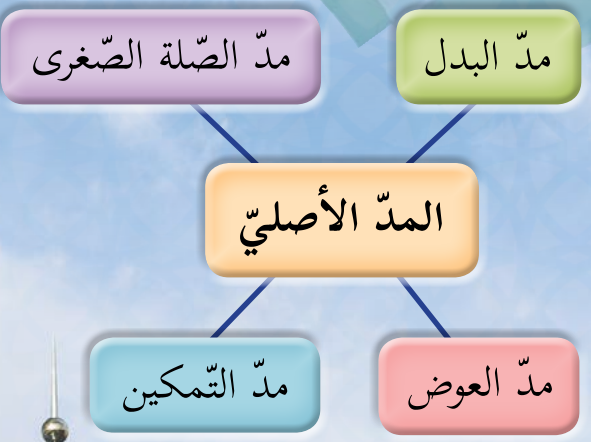 مدّ البدل
مدّ الصّلة الصّغرى
المدّ الأصليّ
مدّ العوض
مدّ التّمكين